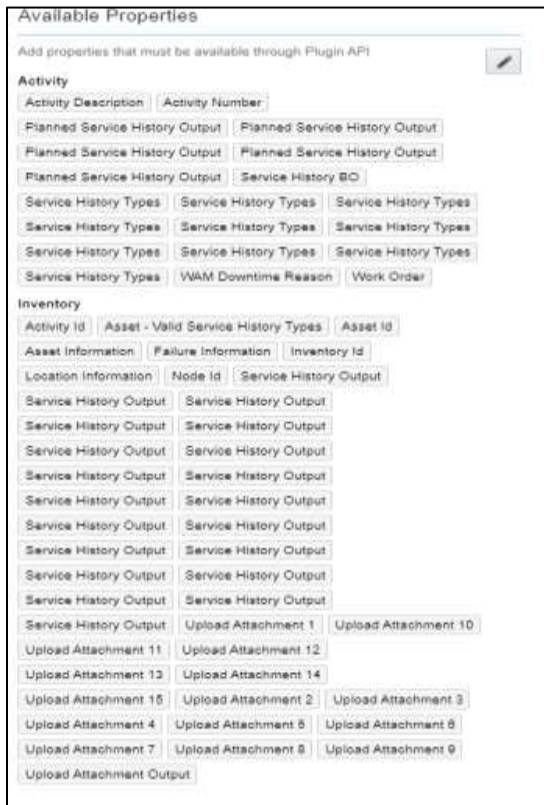 Available Properties
Add properties that must be available through Plugin API
Activity
Activity Description Activity Number
Planned Service History Output Planned Service History Output
Planned Service History Output Planned Service History Output
Planned Service History Output Service History BO
Service History Types Service History Types Service History Types
Service History Types Service History Types Service History Types
Service History Types Service History Types Service History Types
Service History Types WAM Downtime Reason Work Order
Inventory
Activity Id Asset - Valid Service History Types Asset Id
Asset Information Failure Information Inventory Id
Location Information Node Id Service History Output
Service History Output Service History Output
Service History Output Service History Output
Service History Output Service History Output
Service History Output Service History Output
Service History Output Service History Output
Service History Output Service History Output
Service History Output Service History Output
Service History Output Service History Output
Service History Output Service History Output
Service History Output Upload Attachment 1 Upload Attachment 10
Upload Attachment 11 Upload Attachment 12
Upload Attachment 13 Upload Attachment 14
Upload Attachment 15 Upload Attachment 2 Upload Attachment 3
Upload Attachment 4 Upload Attachment 5 Upload Attachment 6
Upload Attachment 7 Upload Attachment 8 Upload Attachment 9
Upload Attachment Output